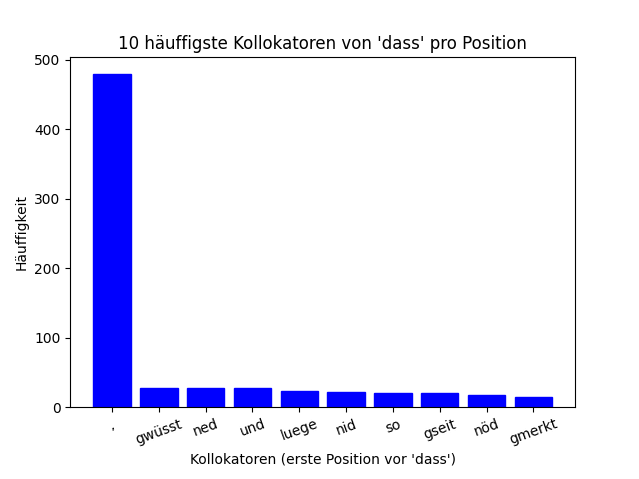 10 häuffigste Kollokatoren von 'dass' pro Position
Häuffigkeit
500
400
300
200
100
0
, gwüsst ned und luege nid so gseit nöd gmerkt
Kollokatoren (erste Position vor 'dass')